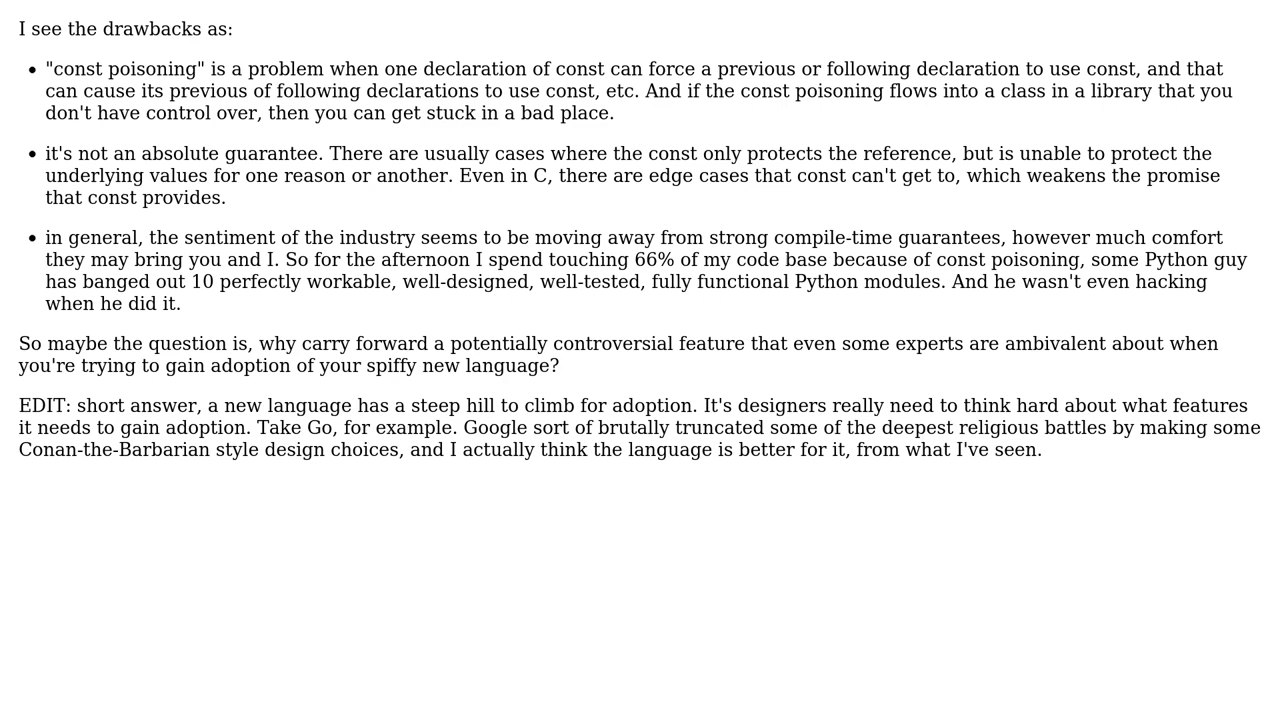 I see the drawbacks as:
• "const poisoning" is a problem when one declaration of const can force a previous or following declaration to use const, and that
can cause its previous of following declarations to use const, etc. And if the const poisoning flows into a class in a library that you
don't have control over, then you can get stuck in a bad place.
• it's not an absolute guarantee. There are usually cases where the const only protects the reference, but is unable to protect the
underlying values for one reason or another. Even in C, there are edge cases that const can't get to, which weakens the promise
that const provides.
• in general, the sentiment of the industry seems to be moving away from strong compile-time guarantees, however much comfort
they may bring you and I. So for the afternoon I spend touching 66% of my code base because of const poisoning, some Python guy
has banged out 10 perfectly workable, well-designed, well-tested, fully functional Python modules. And he wasn't even hacking
when he did it.
So maybe the question is, why carry forward a potentially controversial feature that even some experts are ambivalent about when
you're trying to gain adoption of your spiffy new language?
EDIT: short answer, a new language has a steep hill to climb for adoption. It's designers really need to think hard about what features
it needs to gain adoption. Take Go, for example. Google sort of brutally truncated some of the deepest religious battles by making some
Conan-the-Barbarian style design choices, and I actually think the language is better for it, from what I've seen.